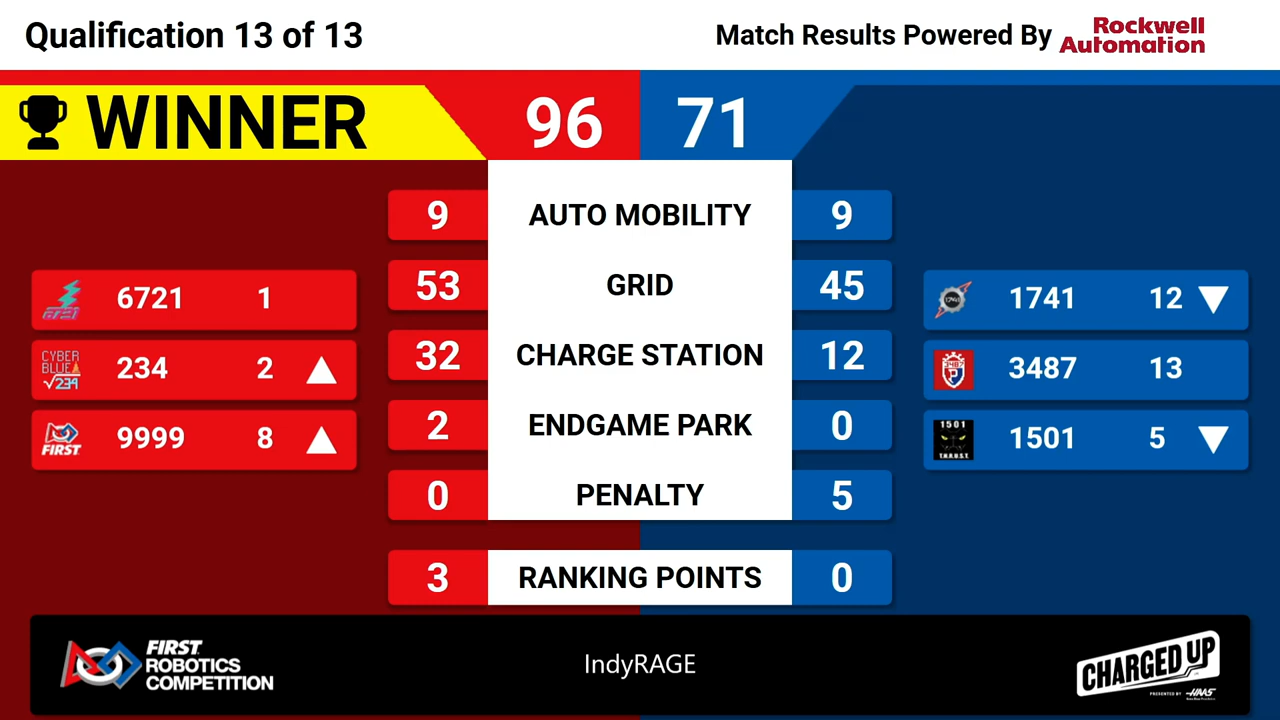 Qualification 13 of 13
Match Results Powered By Rockwell Automation
WINNER 96 71
9 AUTO MOBILITY 9
53 GRID 45
32 CHARGE STATION 12
2 ENDGAME PARK 0
0 PENALTY 5
3 RANKING POINTS 0
6721 1
CYBER BLUE √234 234 2
FIRST 9999 8
1741 12
3487 13
1501 T.H.R.U.S.T. 1501 5
FIRST ROBOTICS COMPETITION
IndyRAGE
CHARGED UP
PRESENTED BY HAAS